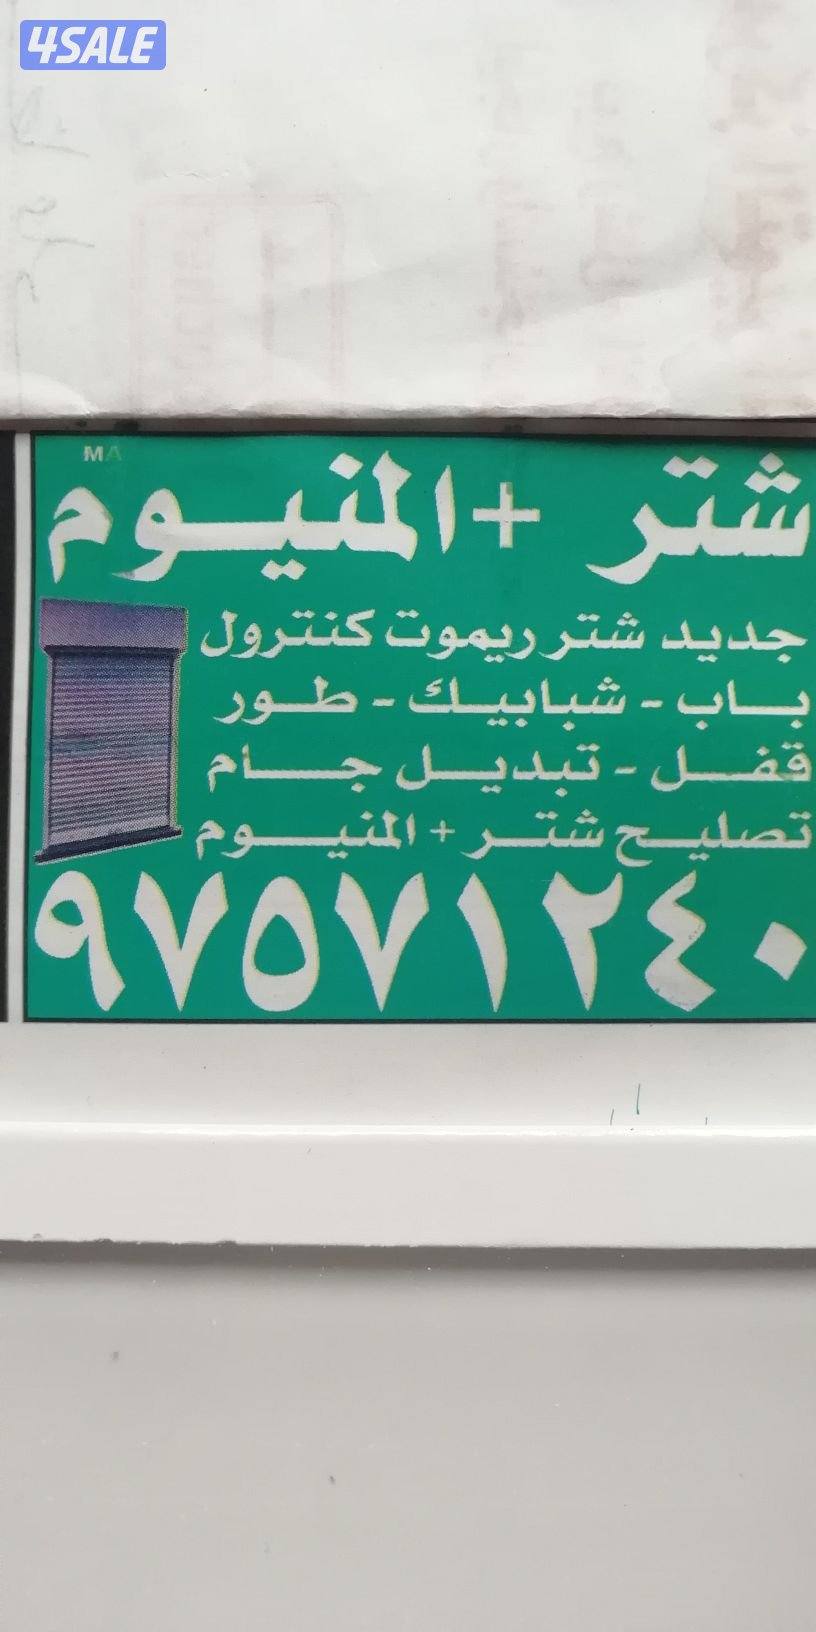 4SALE
MA
شتر +المنيوم
جديد شتر ريموت كنترول
باب - شبابيك - طور
قفل - تبديل جام
تصليح شتر + المنيوم
٩٧٥٧١٢٤٠